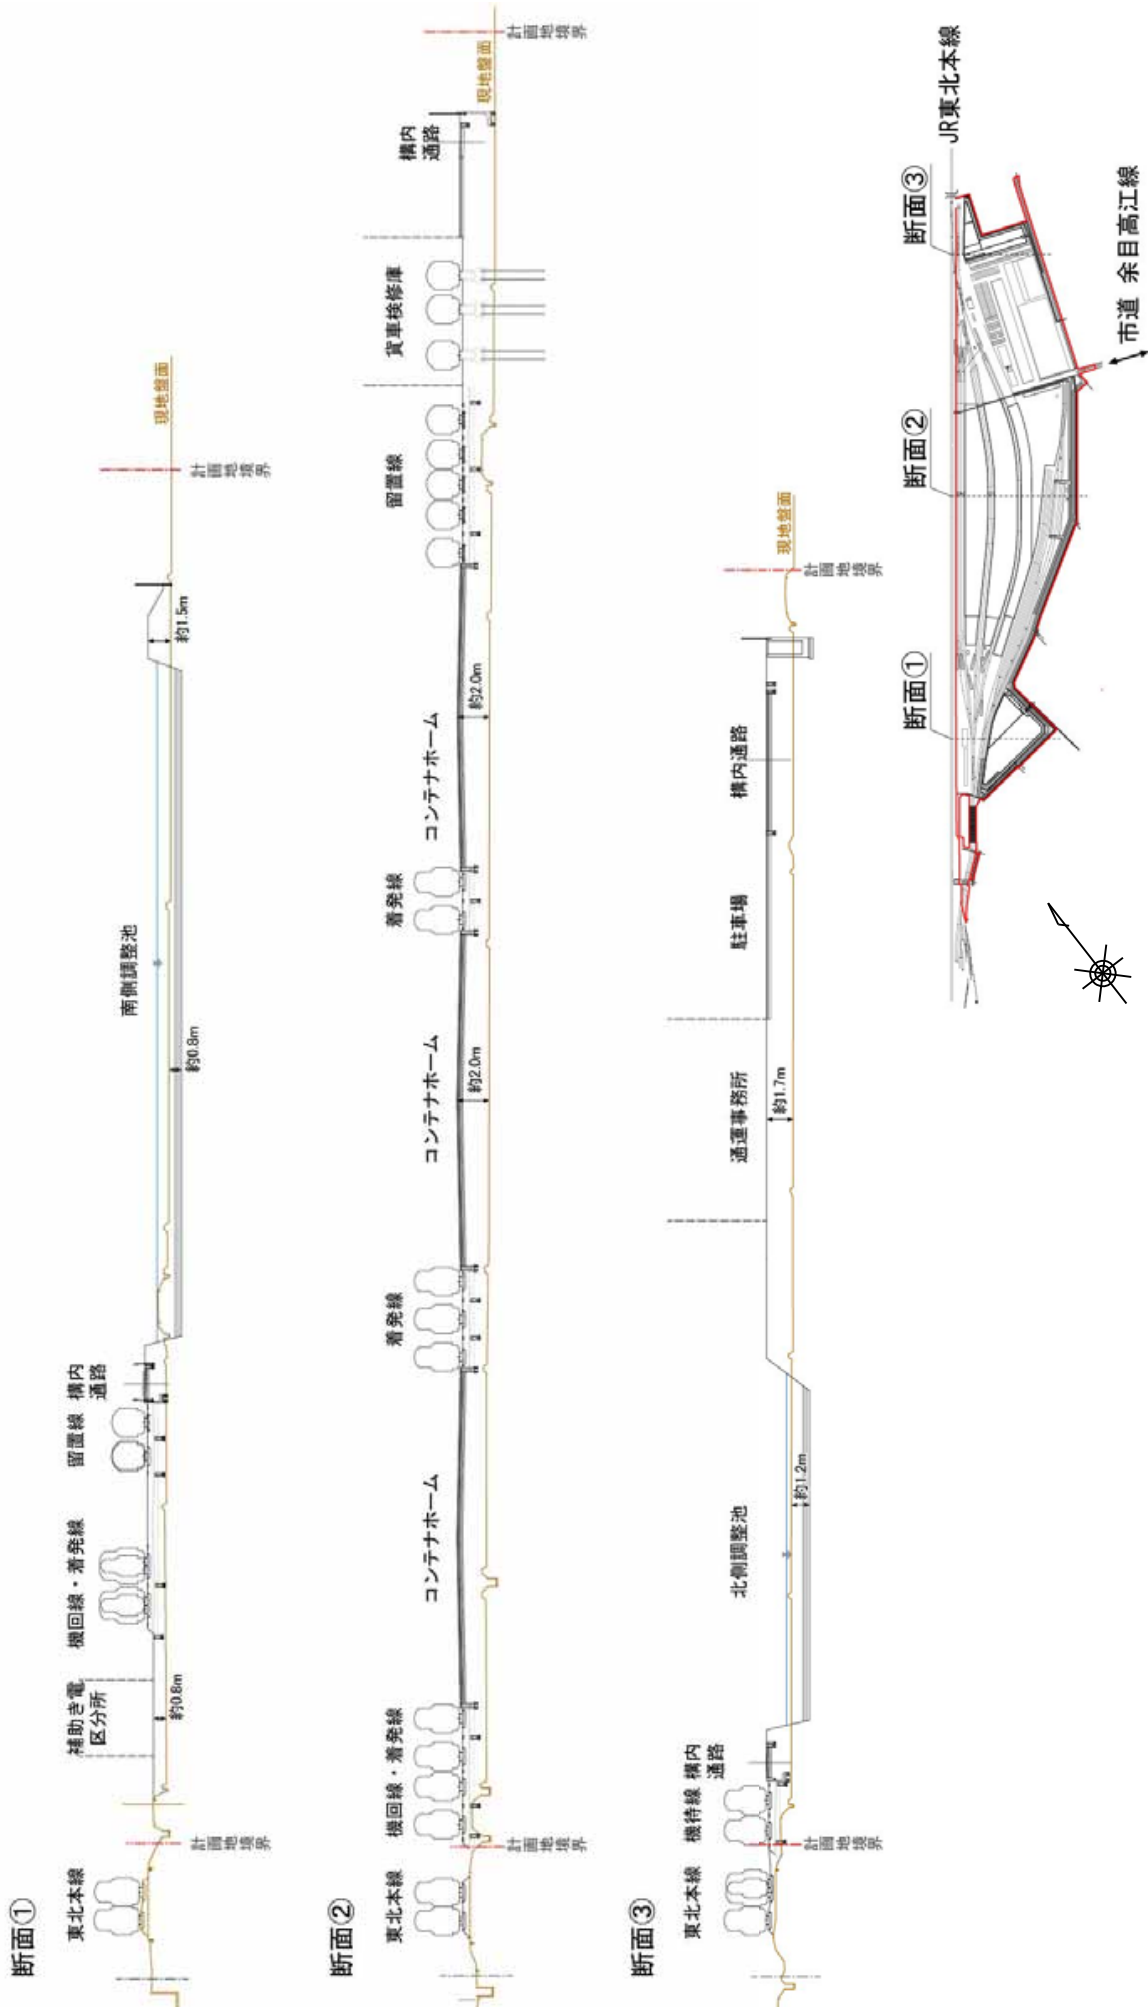 断面①
東北本線
計画地境界
補助き電
区分所
約0.8m
機回線・着発線
留置線
構内
通路
南側調整池
約0.8m
約1.5m
計画地境界
現地盤面
断面②
東北本線
計画地境界
機回線・着発線
コンテナホーム
着発線
コンテナホーム
約2.0m
着発線
コンテナホーム
約2.0m
留置線
貨車検修庫
構内
通路
現地盤面
計画地境界
断面③
東北本線
計画地境界
機待線
構内
通路
北側調整池
約1.2m
通運事務所
約1.7m
駐車場
構内通路
計画地境界
現地盤面
断面①
断面②
断面③
JR東北本線
市道 余目高江線